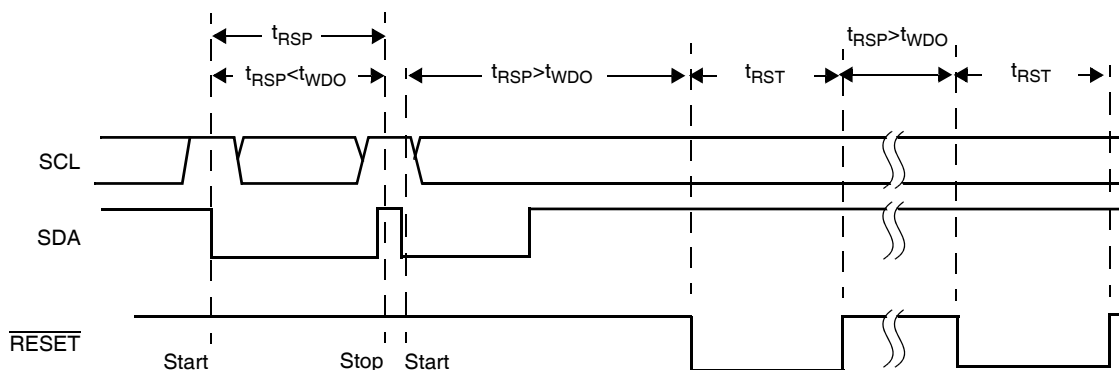 tRSP
tRSP<tWDO
tRSP>tWDO
tRST
tRSP>tWDO
tRST
SCL
SDA
RESET
Start
Stop
Start